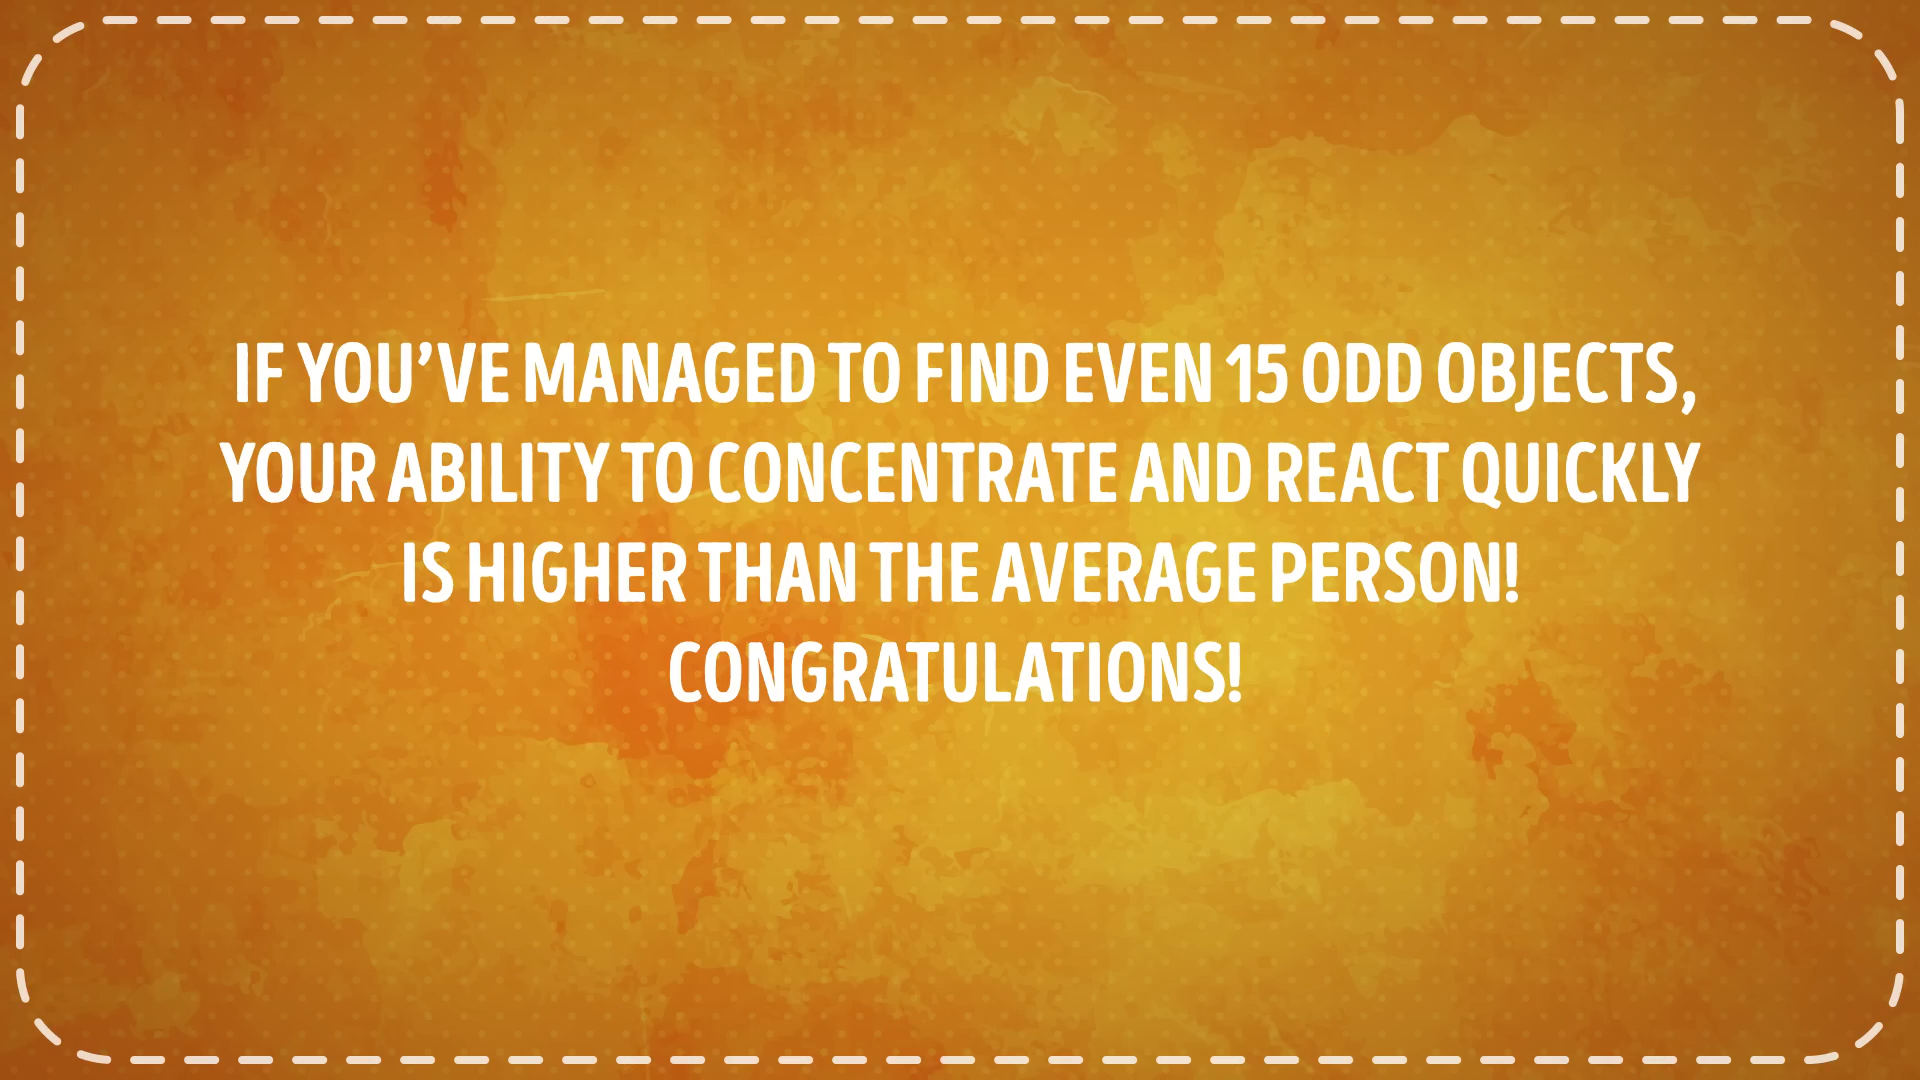 IF YOU’VE MANAGED TO FIND EVEN 15 ODD OBJECTS,
YOUR ABILITY TO CONCENTRATE AND REACT QUICKLY
IS HIGHER THAN THE AVERAGE PERSON!
CONGRATULATIONS!